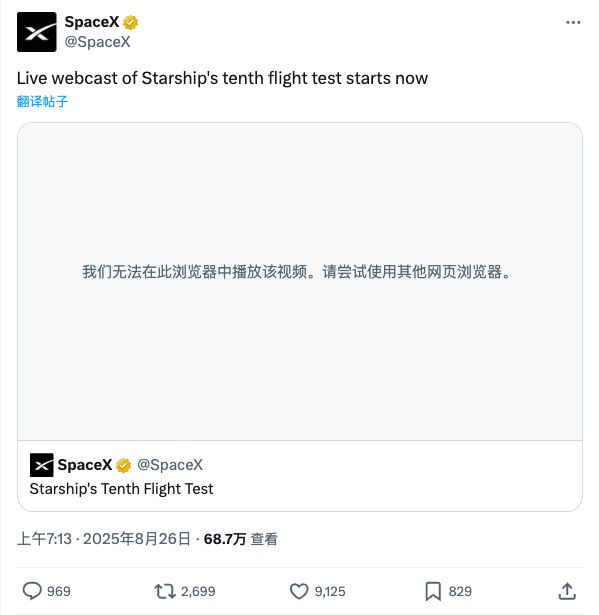 SpaceX
@SpaceX
Live webcast of Starship's tenth flight test starts now
翻译帖子
我们无法在此浏览器中播放该视频。请尝试使用其他网页浏览器。
SpaceX @SpaceX
Starship's Tenth Flight Test
上午7:13 · 2025年8月26日 · 68.7万 查看
969 2,699 9,125 829